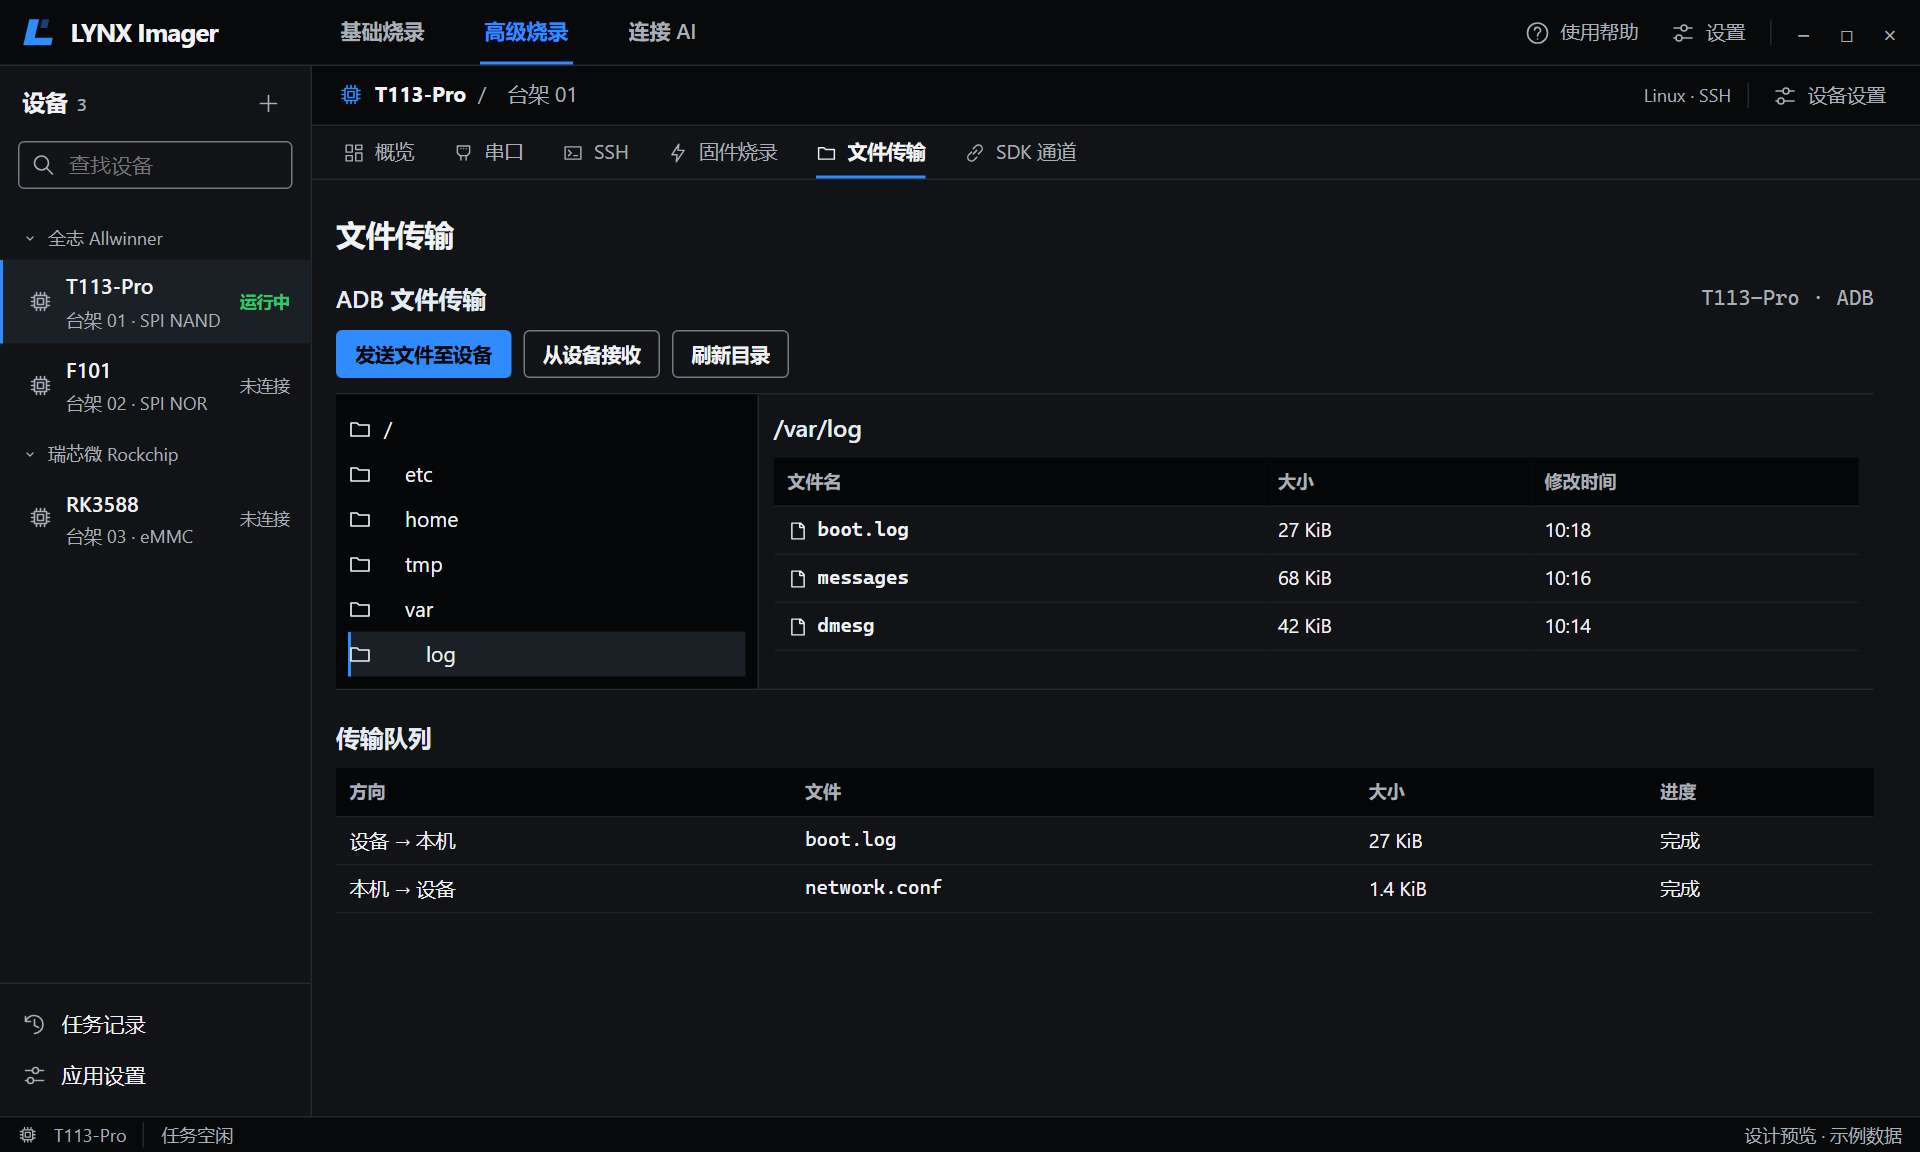 LYNX Imager
基础烧录
高级烧录
连接 AI
使用帮助
设置
设备 3
查找设备
全志 Allwinner
T113-Pro
台架 01 · SPI NAND
运行中
F101
台架 02 · SPI NOR
未连接
瑞芯微 Rockchip
RK3588
台架 03 · eMMC
未连接
任务记录
应用设置
T113-Pro / 台架 01
Linux · SSH
设备设置
概览
串口
SSH
固件烧录
文件传输
SDK 通道
文件传输
ADB 文件传输
T113-Pro · ADB
发送文件至设备
从设备接收
刷新目录
/
etc
home
tmp
var
log
/var/log
文件名 大小 修改时间
boot.log 27 KiB 10:18
messages 68 KiB 10:16
dmesg 42 KiB 10:14
传输队列
方向 文件 大小 进度
设备 → 本机 boot.log 27 KiB 完成
本机 → 设备 network.conf 1.4 KiB 完成
T113-Pro
任务空闲
设计预览 · 示例数据